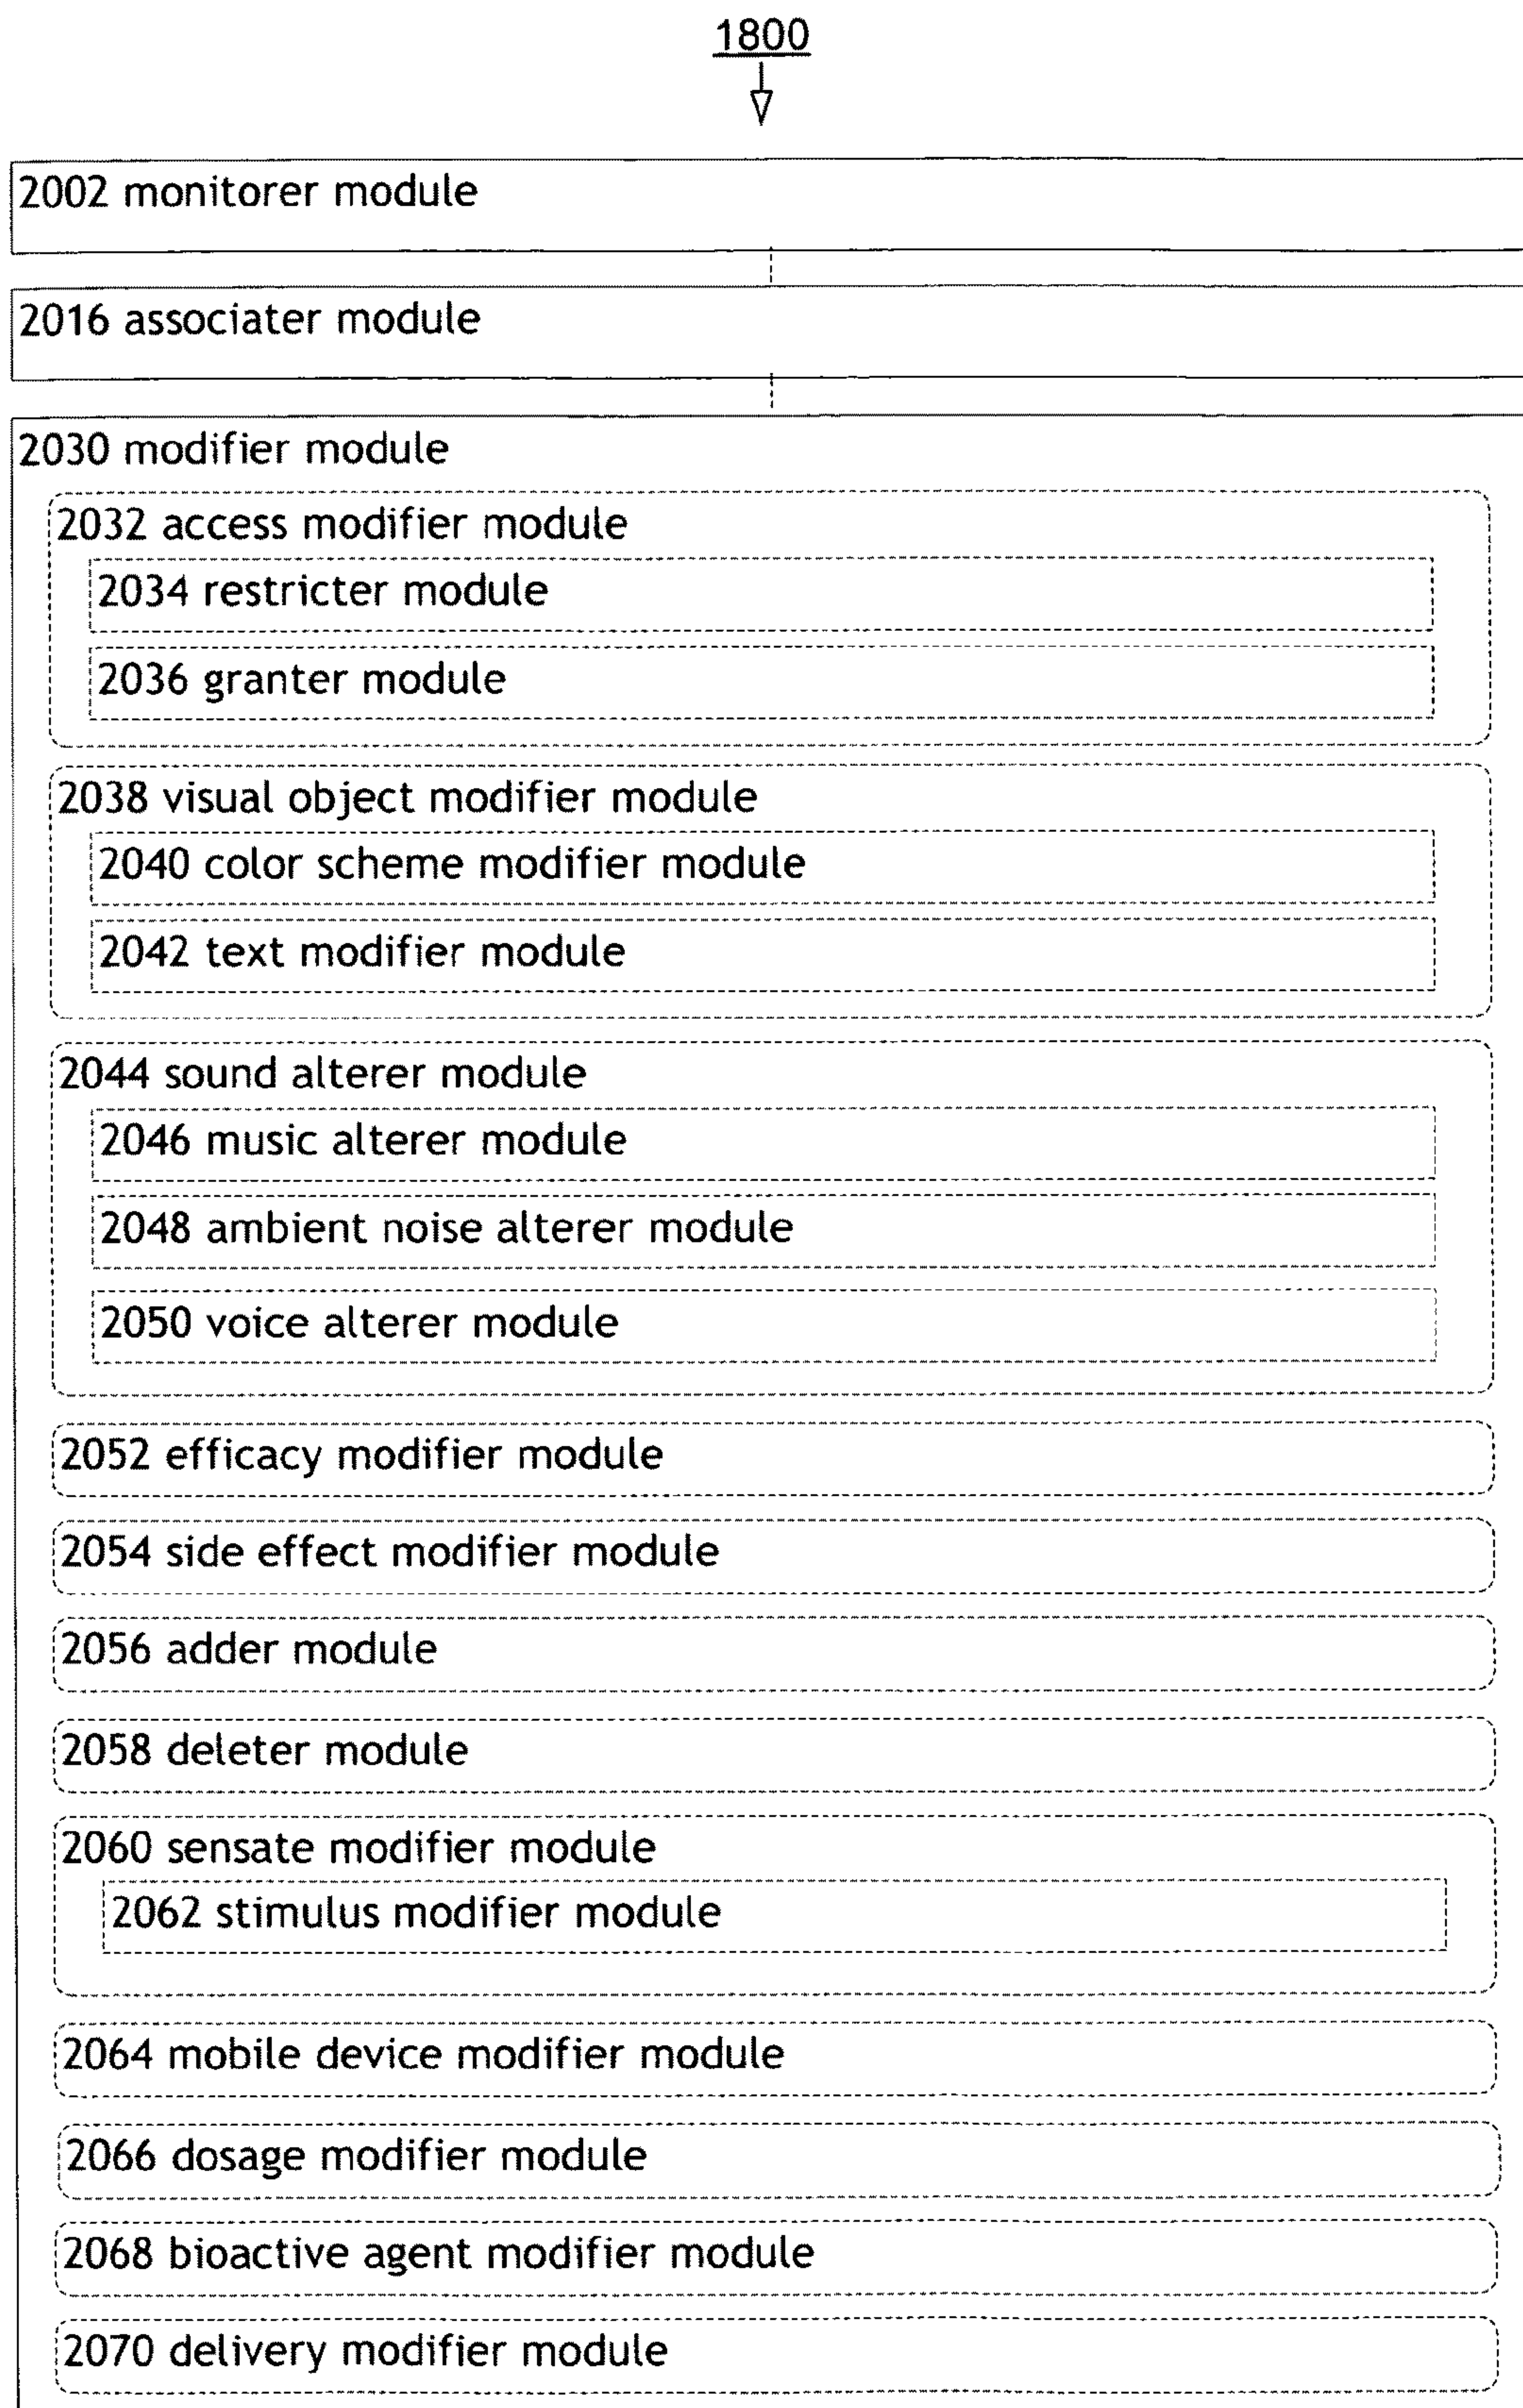 1800
2002 monitorer module
2016 associater module
2030 modifier module
2032 access modifier module
2034 restricter module
2036 granter module
2038 visual object modifier module
2040 color scheme modifier module
2042 text modifier module
2044 sound alterer module
2046 music alterer module
2048 ambient noise alterer module
2050 voice alterer module
2052 efficacy modifier module
2054 side effect modifier module
2056 adder module
2058 deleter module
2060 sensate modifier module
2062 stimulus modifier module
2064 mobile device modifier module
2066 dosage modifier module
2068 bioactive agent modifier module
2070 delivery modifier module